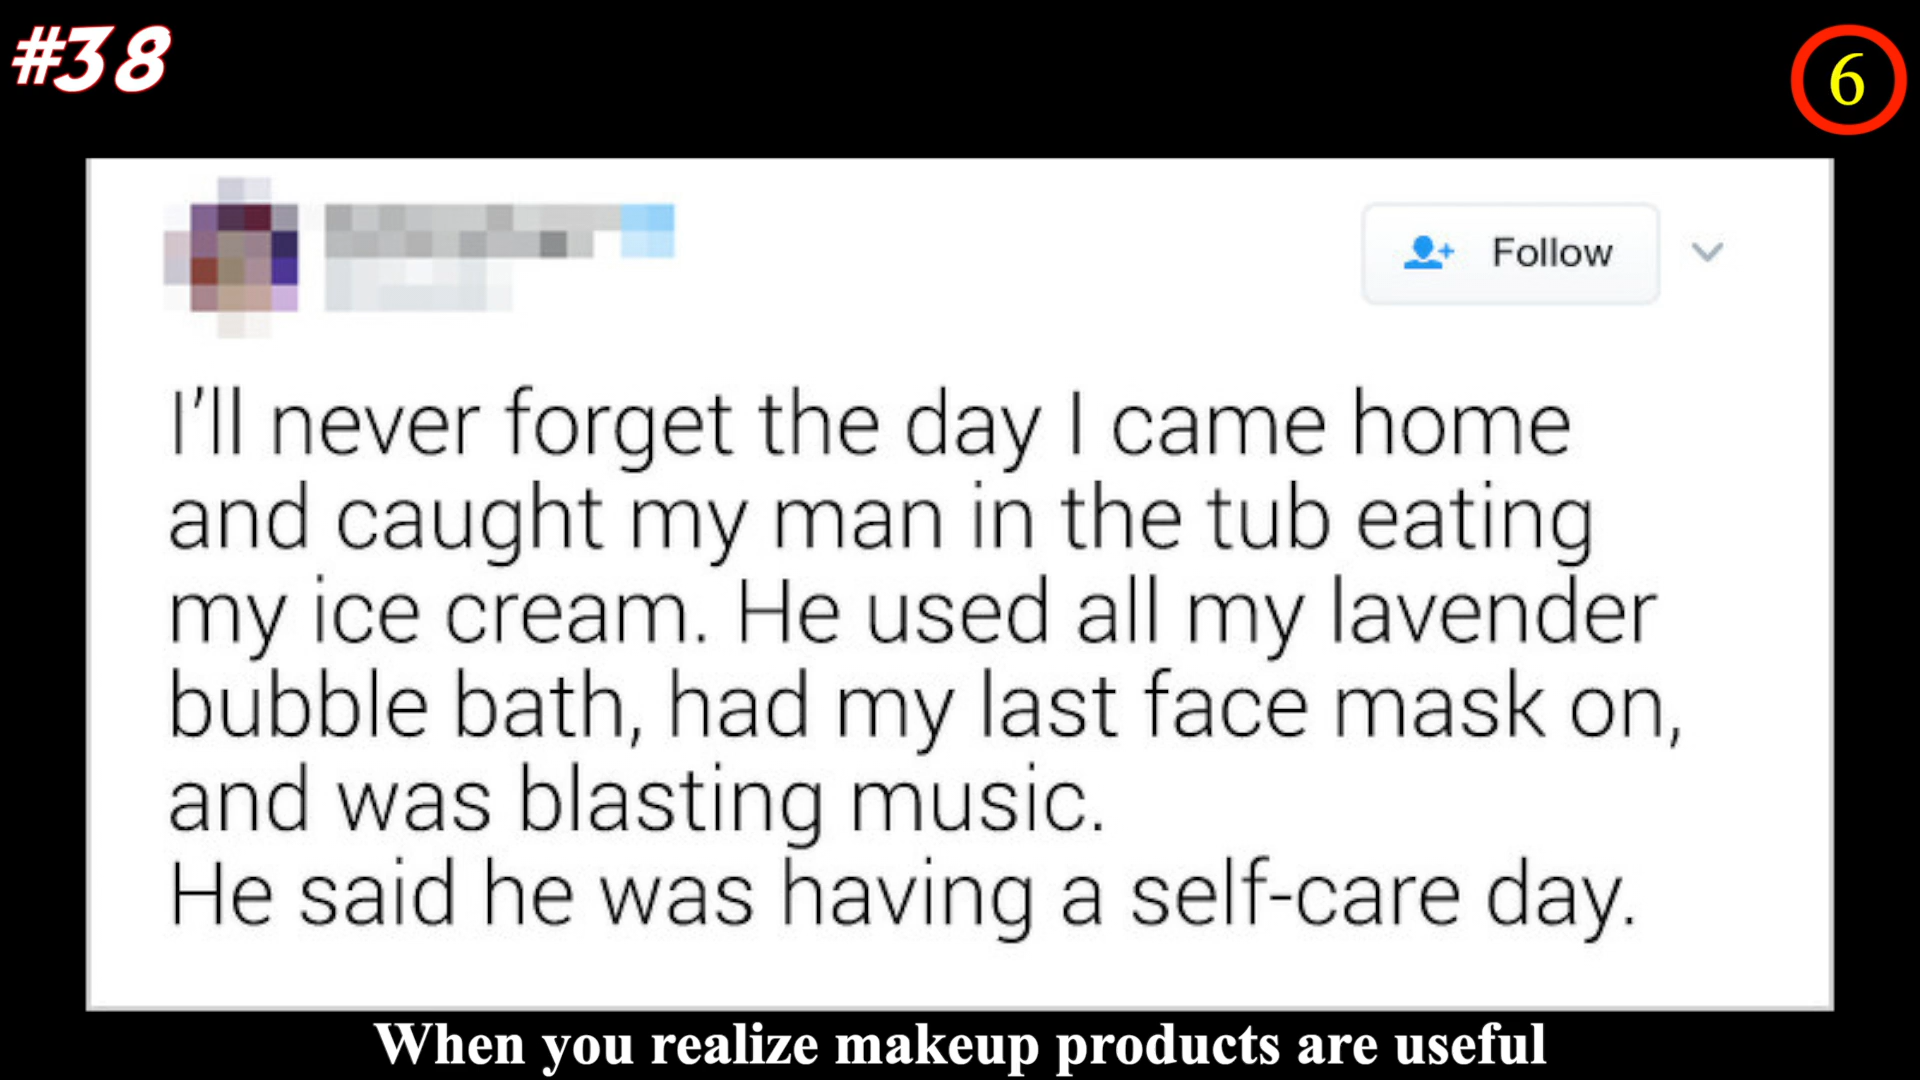 #38
6
Follow
I'll never forget the day I came home
and caught my man in the tub eating
my ice cream. He used all my lavender
bubble bath, had my last face mask on,
and was blasting music.
He said he was having a self-care day.
When you realize makeup products are useful